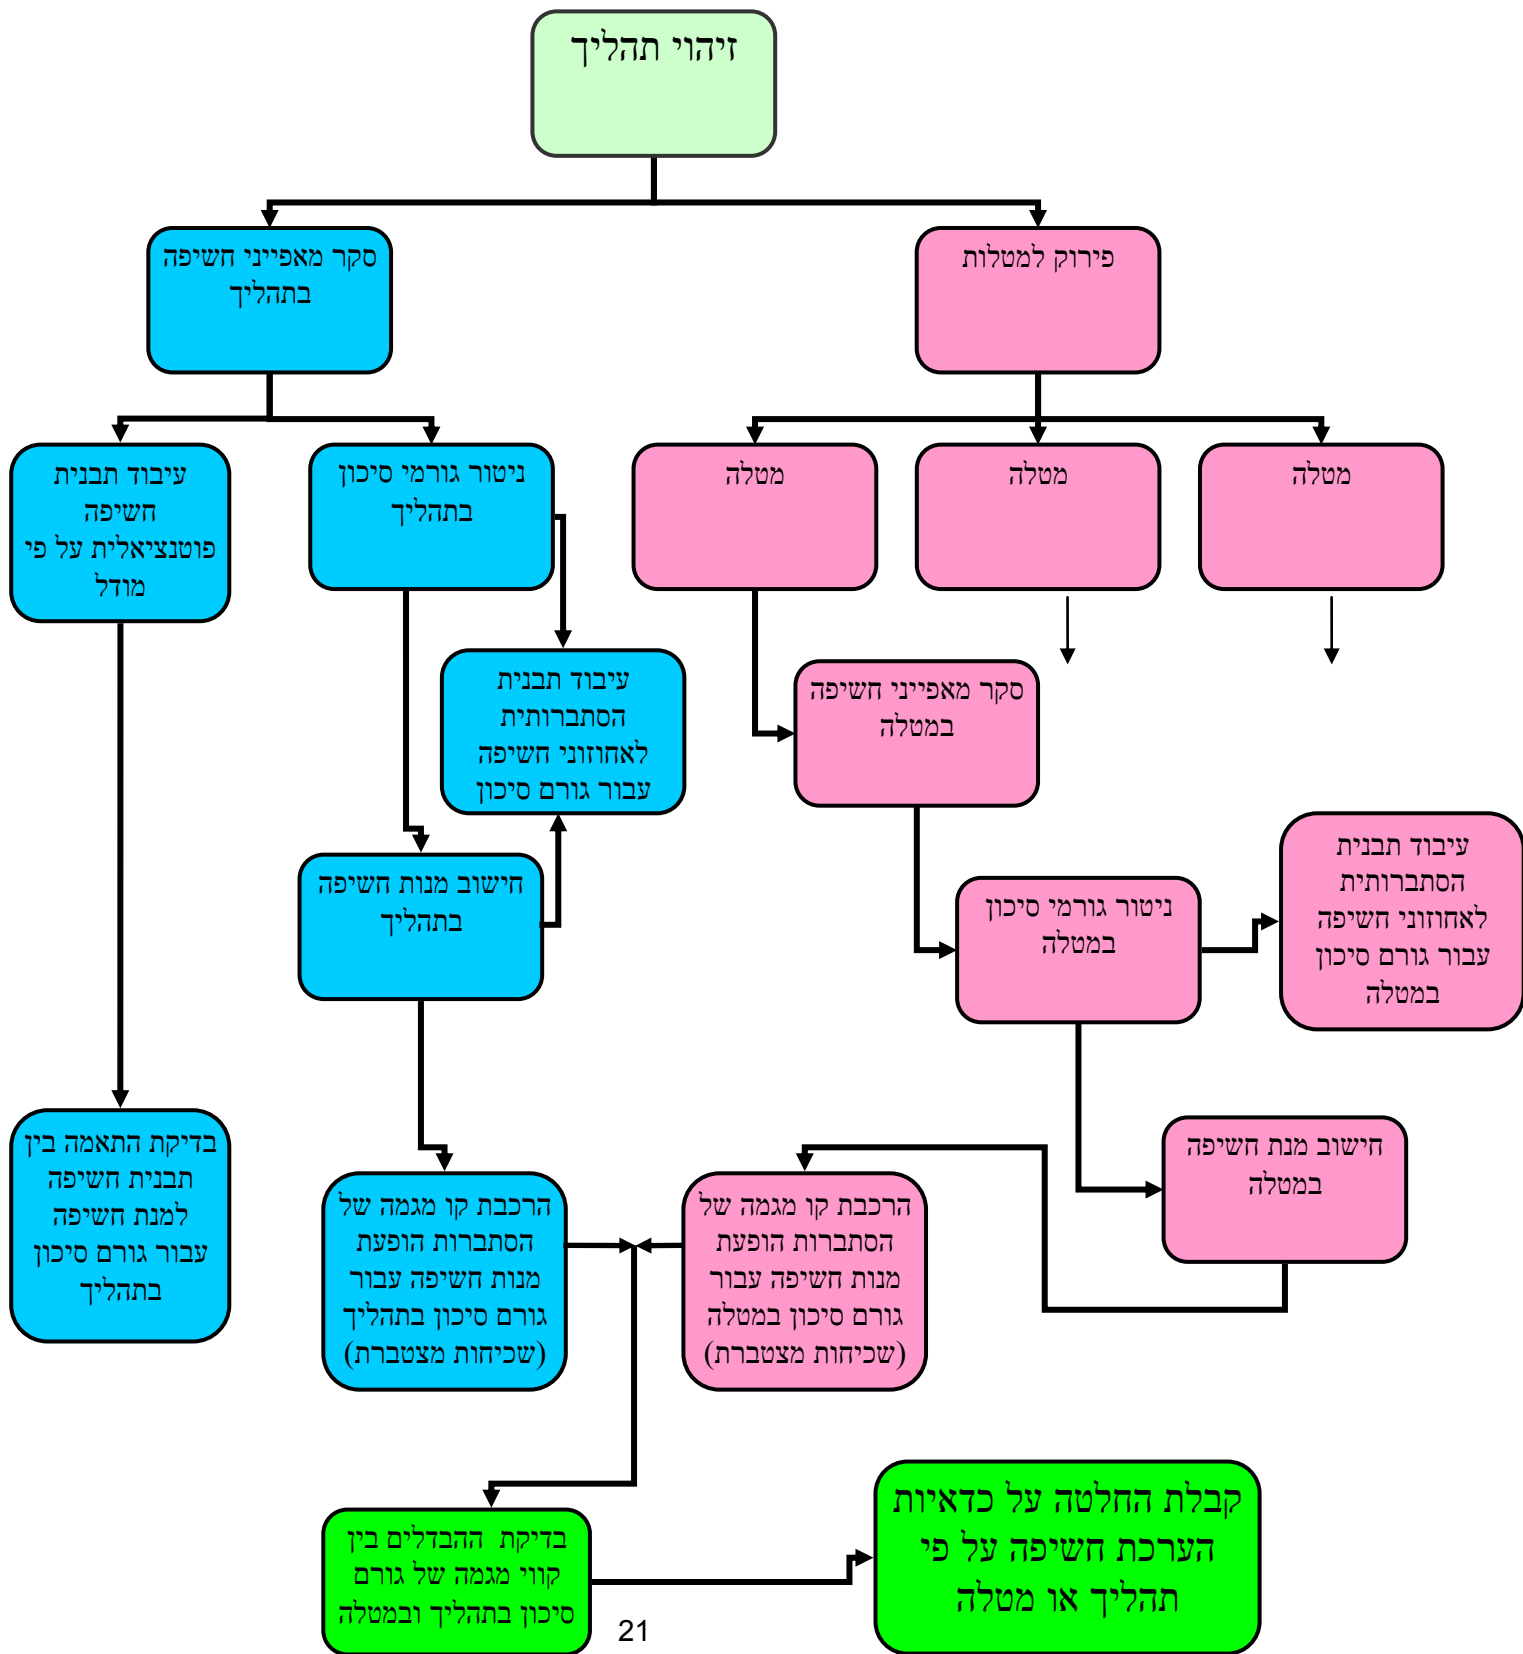 זיהוי תהליך
פירוק למטלות
סקר מאפייני חשיפה
בתהליך
מטלה
מטלה
מטלה
ניטור גורמי סיכון
בתהליך
עיבוד תבנית
חשיפה
פוטנציאלית על פי
מודל
סקר מאפייני חשיפה
במטלה
עיבוד תבנית
הסתברותית
לאחוזוני חשיפה
עבור גורם סיכון
עיבוד תבנית
הסתברותית
לאחוזוני חשיפה
עבור גורם סיכון
במטלה
ניטור גורמי סיכון
במטלה
חישוב מנות חשיפה
בתהליך
חישוב מנת חשיפה
במטלה
הרכבת קו מגמה של
הסתברות הופעת
מנות חשיפה עבור
גורם סיכון במטלה
(שכיחות מצטברת)
הרכבת קו מגמה של
הסתברות הופעת
מנות חשיפה עבור
גורם סיכון בתהליך
(שכיחות מצטברת)
בדיקת התאמה בין
תבנית חשיפה
למנת חשיפה
עבור גורם סיכון
בתהליך
קבלת החלטה על כדאיות
הערכת חשיפה על פי
תהליך או מטלה
בדיקת ההבדלים בין
קווי מגמה של גורם
סיכון בתהליך ובמטלה
21